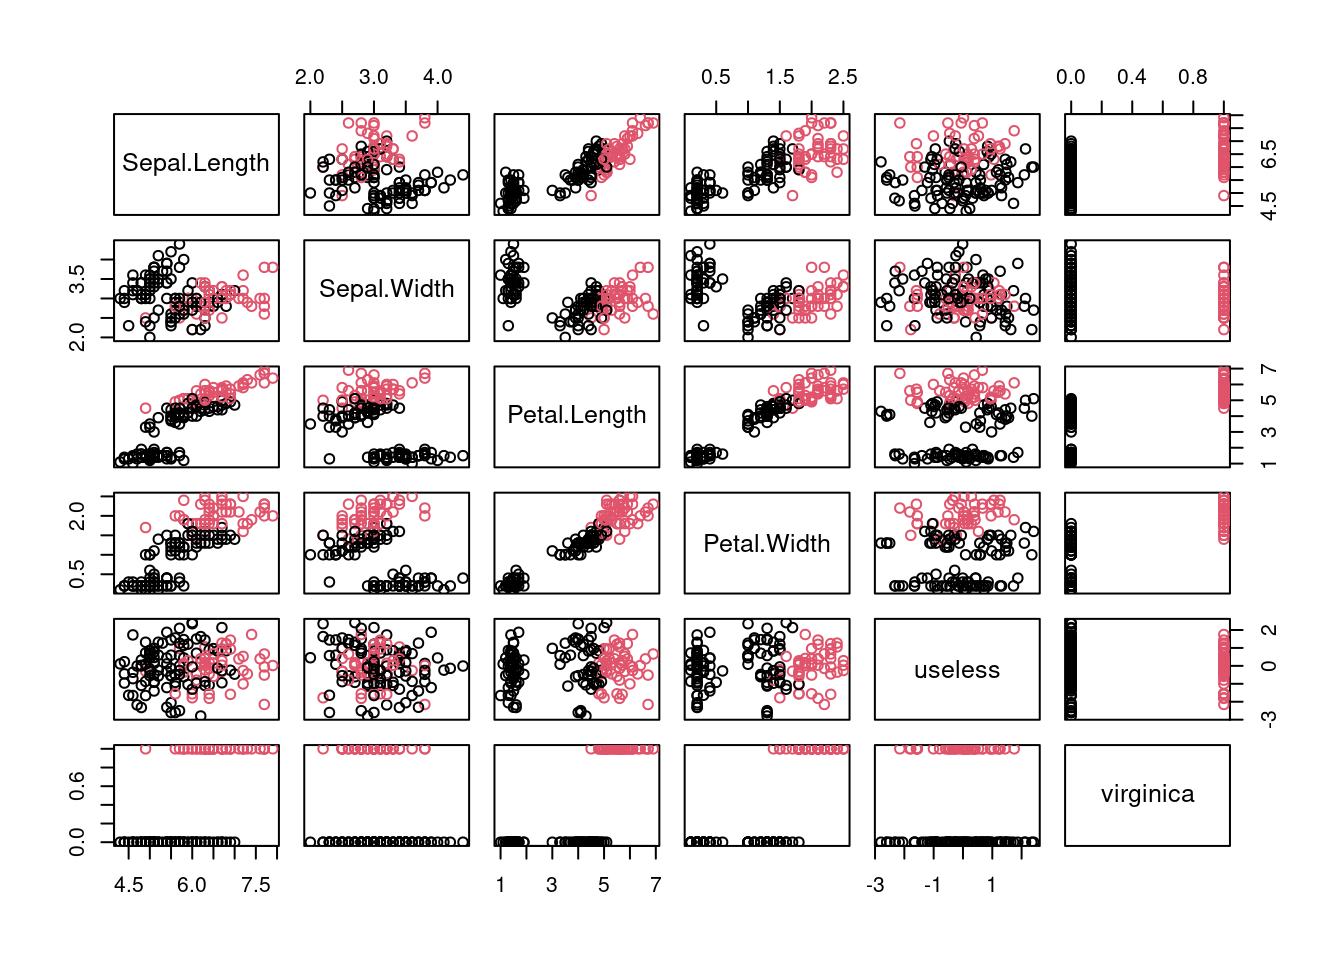 2.0 3.0 4.0 0.5 1.5 2.5 0.0 0.4 0.8
Sepal.Length 4.5 6.5
2.0 3.5 Sepal.Width
Petal.Length 1 3 5 7
0.5 2.0 Petal.Width
useless -3 0 2
0.0 0.6 virginica
4.5 6.0 7.5 1 3 5 7 -3 -1 1